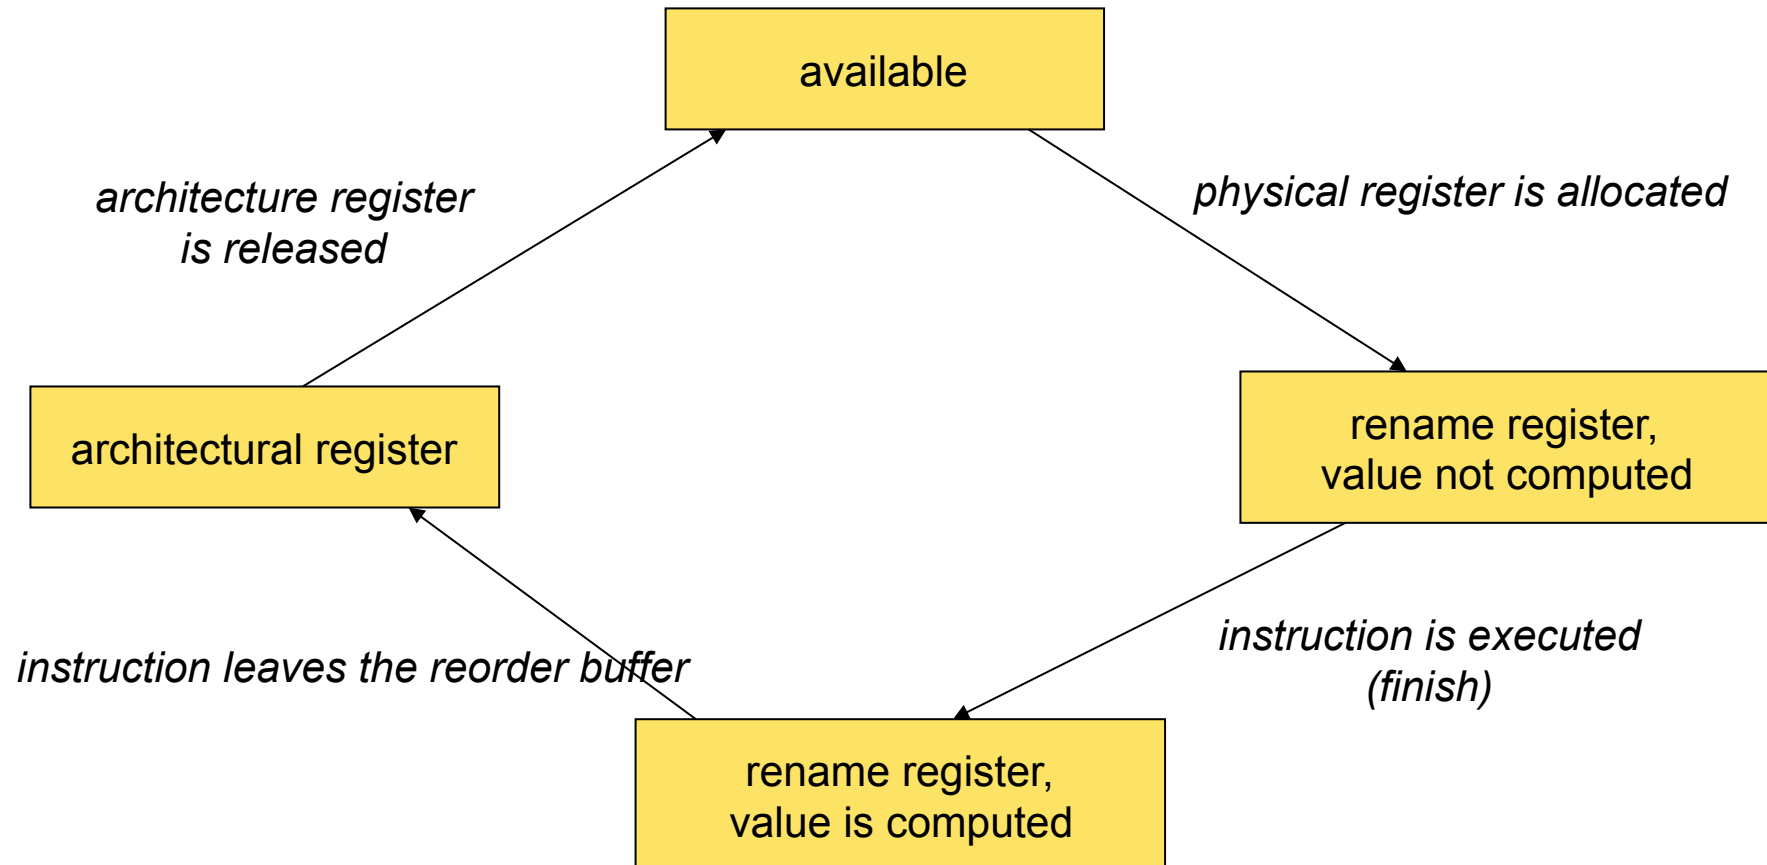 available
architecture register
is released
physical register is allocated
architectural register
rename register,
value not computed
instruction leaves the reorder buffer
instruction is executed
(finish)
rename register,
value is computed